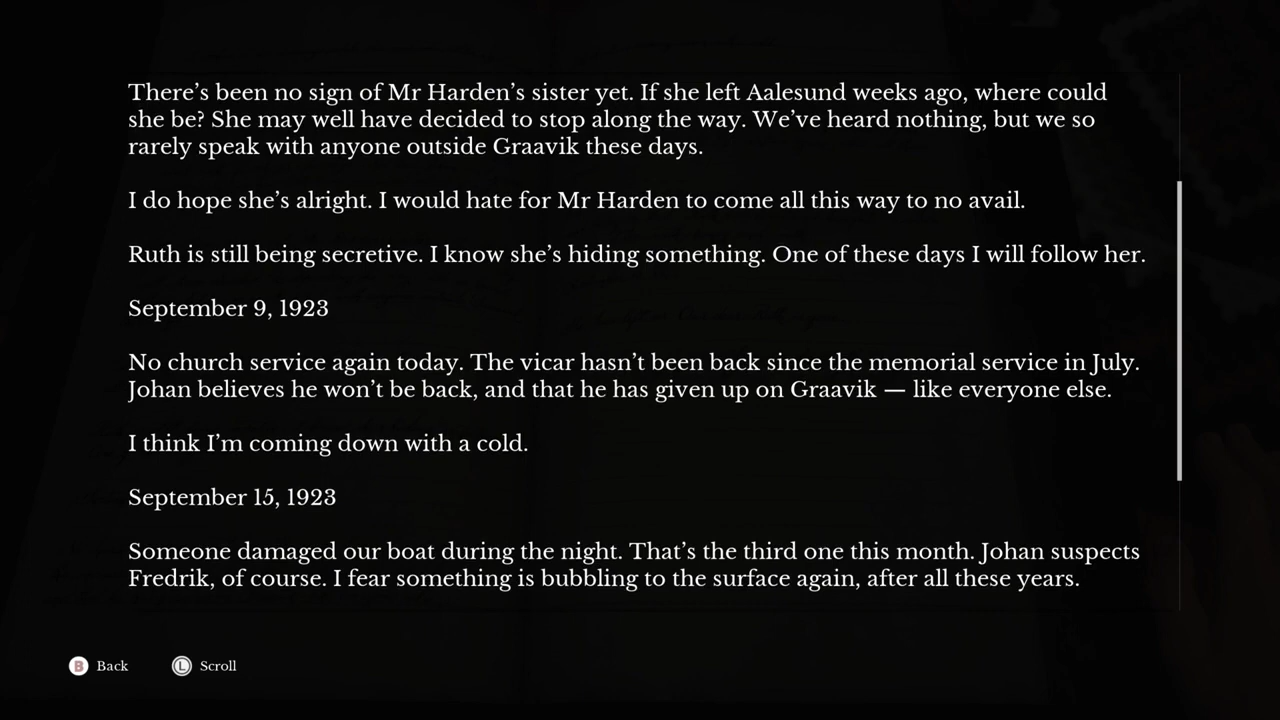 There’s been no sign of Mr Harden’s sister yet. If she left Aalesund weeks ago, where could
she be? She may well have decided to stop along the way. We’ve heard nothing, but we so
rarely speak with anyone outside Graavik these days.
I do hope she’s alright. I would hate for Mr Harden to come all this way to no avail.
Ruth is still being secretive. I know she’s hiding something. One of these days I will follow her.
September 9, 1923
No church service again today. The vicar hasn’t been back since the memorial service in July.
Johan believes he won’t be back, and that he has given up on Graavik — like everyone else.
I think I’m coming down with a cold.
September 15, 1923
Someone damaged our boat during the night. That’s the third one this month. Johan suspects
Fredrik, of course. I fear something is bubbling to the surface again, after all these years.
B Back L Scroll